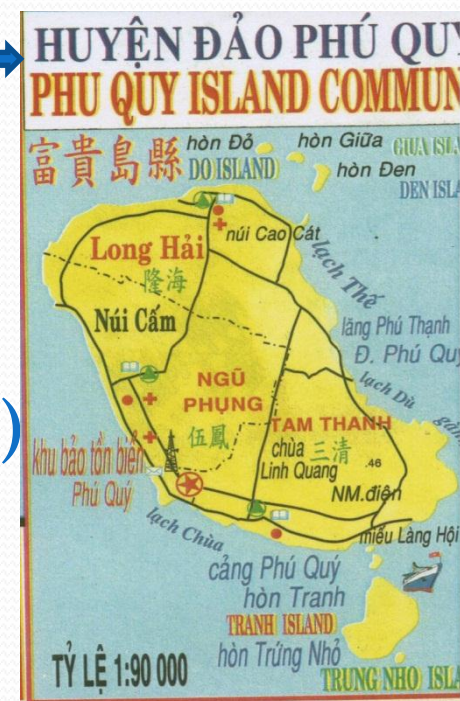 HUYỆN ĐẢO PHÚ QUÝ
PHU QUY ISLAND COMMUN
富貴島縣
hòn Đỏ
DO ISLAND
hòn Giữa
GIUA ISLA
hòn Đen
DEN ISLA
núi Cao Cát
Long Hải
隆海
lạch Thế
Núi Cấm
lăng Phú Thạnh
Đ. Phú Quý
lạch Dù
NGŨ
PHỤNG
伍鳳
TAM THANH
chùa 三清
Linh Quang
.46
khu bảo tồn biển
Phú Quý
NM.điện
lạch Chùa
miếu Làng Hội
cảng Phú Quý
hòn Tranh
TRANH ISLAND
hòn Trứng Nhỏ
TRUNG NHO ISLA
TỶ LỆ 1:90 000
)